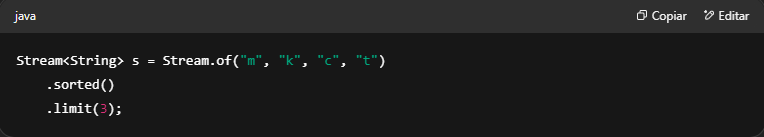 java Copiar Editar
Stream<String> s = Stream.of("m", "k", "c", "t")
    .sorted()
    .limit(3);